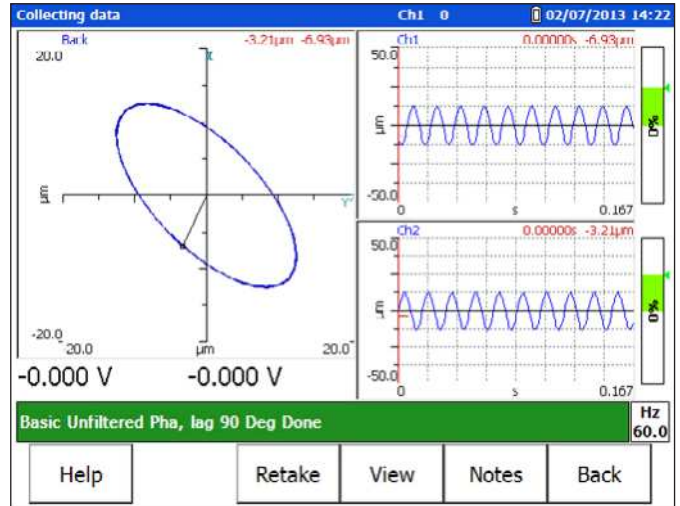 Collecting data Ch1 0 02/07/2013 14:22
Back -3.21µm -6.93µm
20.0
X
µm
Y
-20.0
-20.0 µm 20.0
-0.000 V -0.000 V
Ch1 0.00000s -6.93µm
50.0
µm
-50.0
0 s 0.167
0%
Ch2 0.00000s -3.21µm
50.0
µm
-50.0
0 s 0.167
0%
Basic Unfiltered Pha, lag 90 Deg Done
Hz
60.0
Help Retake View Notes Back